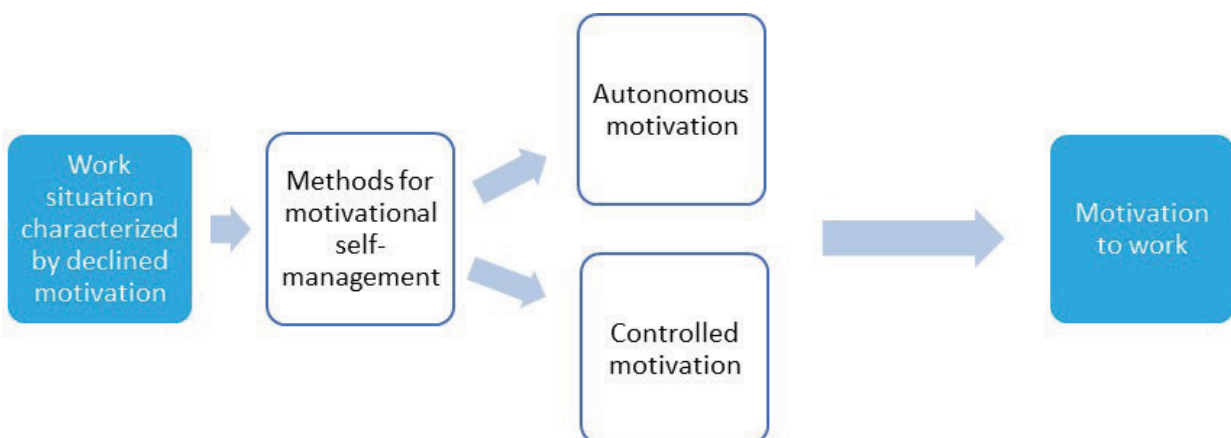 Work
situation
characterized
by declined
motivation
Methods for
motivational
self-
management
Autonomous
motivation
Controlled
motivation
Motivation
to work